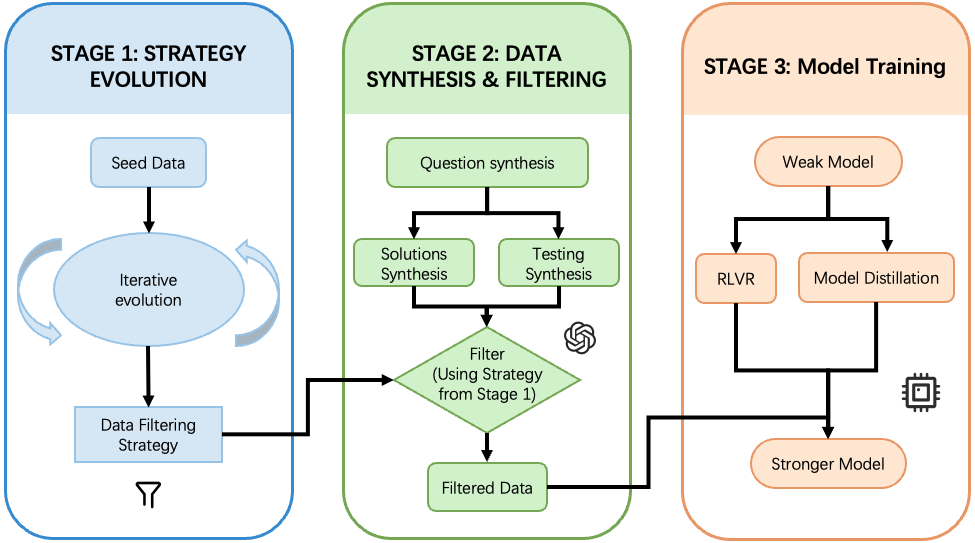 STAGE 1: STRATEGY
EVOLUTION
Seed Data
Iterative
evolution
Data Filtering
Strategy
STAGE 2: DATA
SYNTHESIS & FILTERING
Question synthesis
Solutions
Synthesis
Testing
Synthesis
Filter
(Using Strategy
from Stage 1)
Filtered Data
STAGE 3: Model Training
Weak Model
RLVR
Model Distillation
Stronger Model